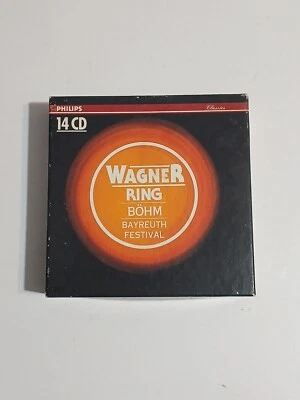 PHILIPS
Classics
14 CD
WAGNER
RING
BÖHM
BAYREUTH
FESTIVAL